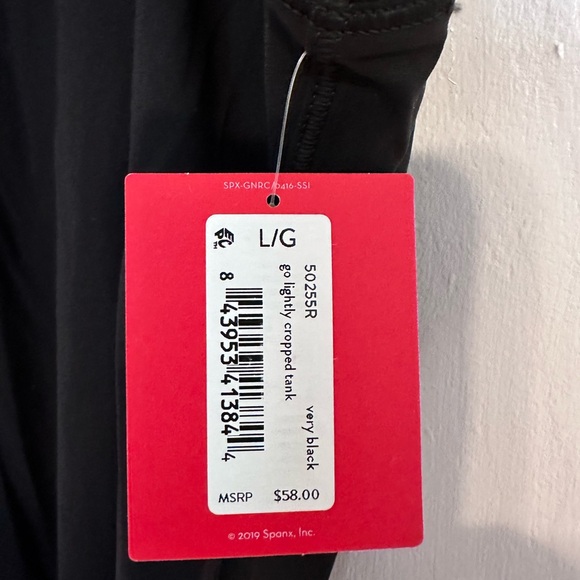 SPX-GNRC/0416-SSI
L/G
50255R
go lightly cropped tank
very black
8 43953 41384 4
MSRP $58.00
© 2019 Spanx, Inc.